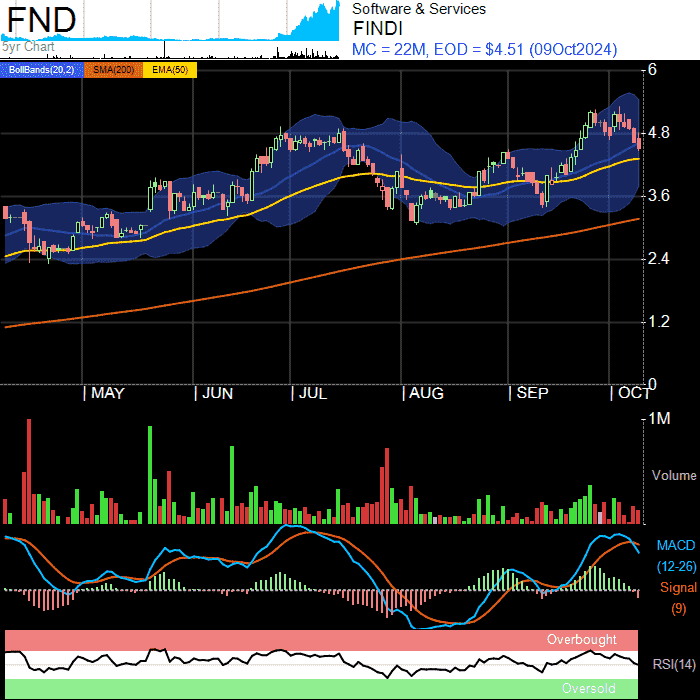 FND
5yr Chart
Software & Services
FINDI
MC = 22M, EOD = $4.51 (09Oct2024)
BollBands(20,2) SMA(200) EMA(50)
6
4.8
3.6
2.4
1.2
0
MAY JUN JUL AUG SEP OCT
1M
Volume
MACD
(12-26)
Signal
(9)
Overbought
RSI(14)
Oversold